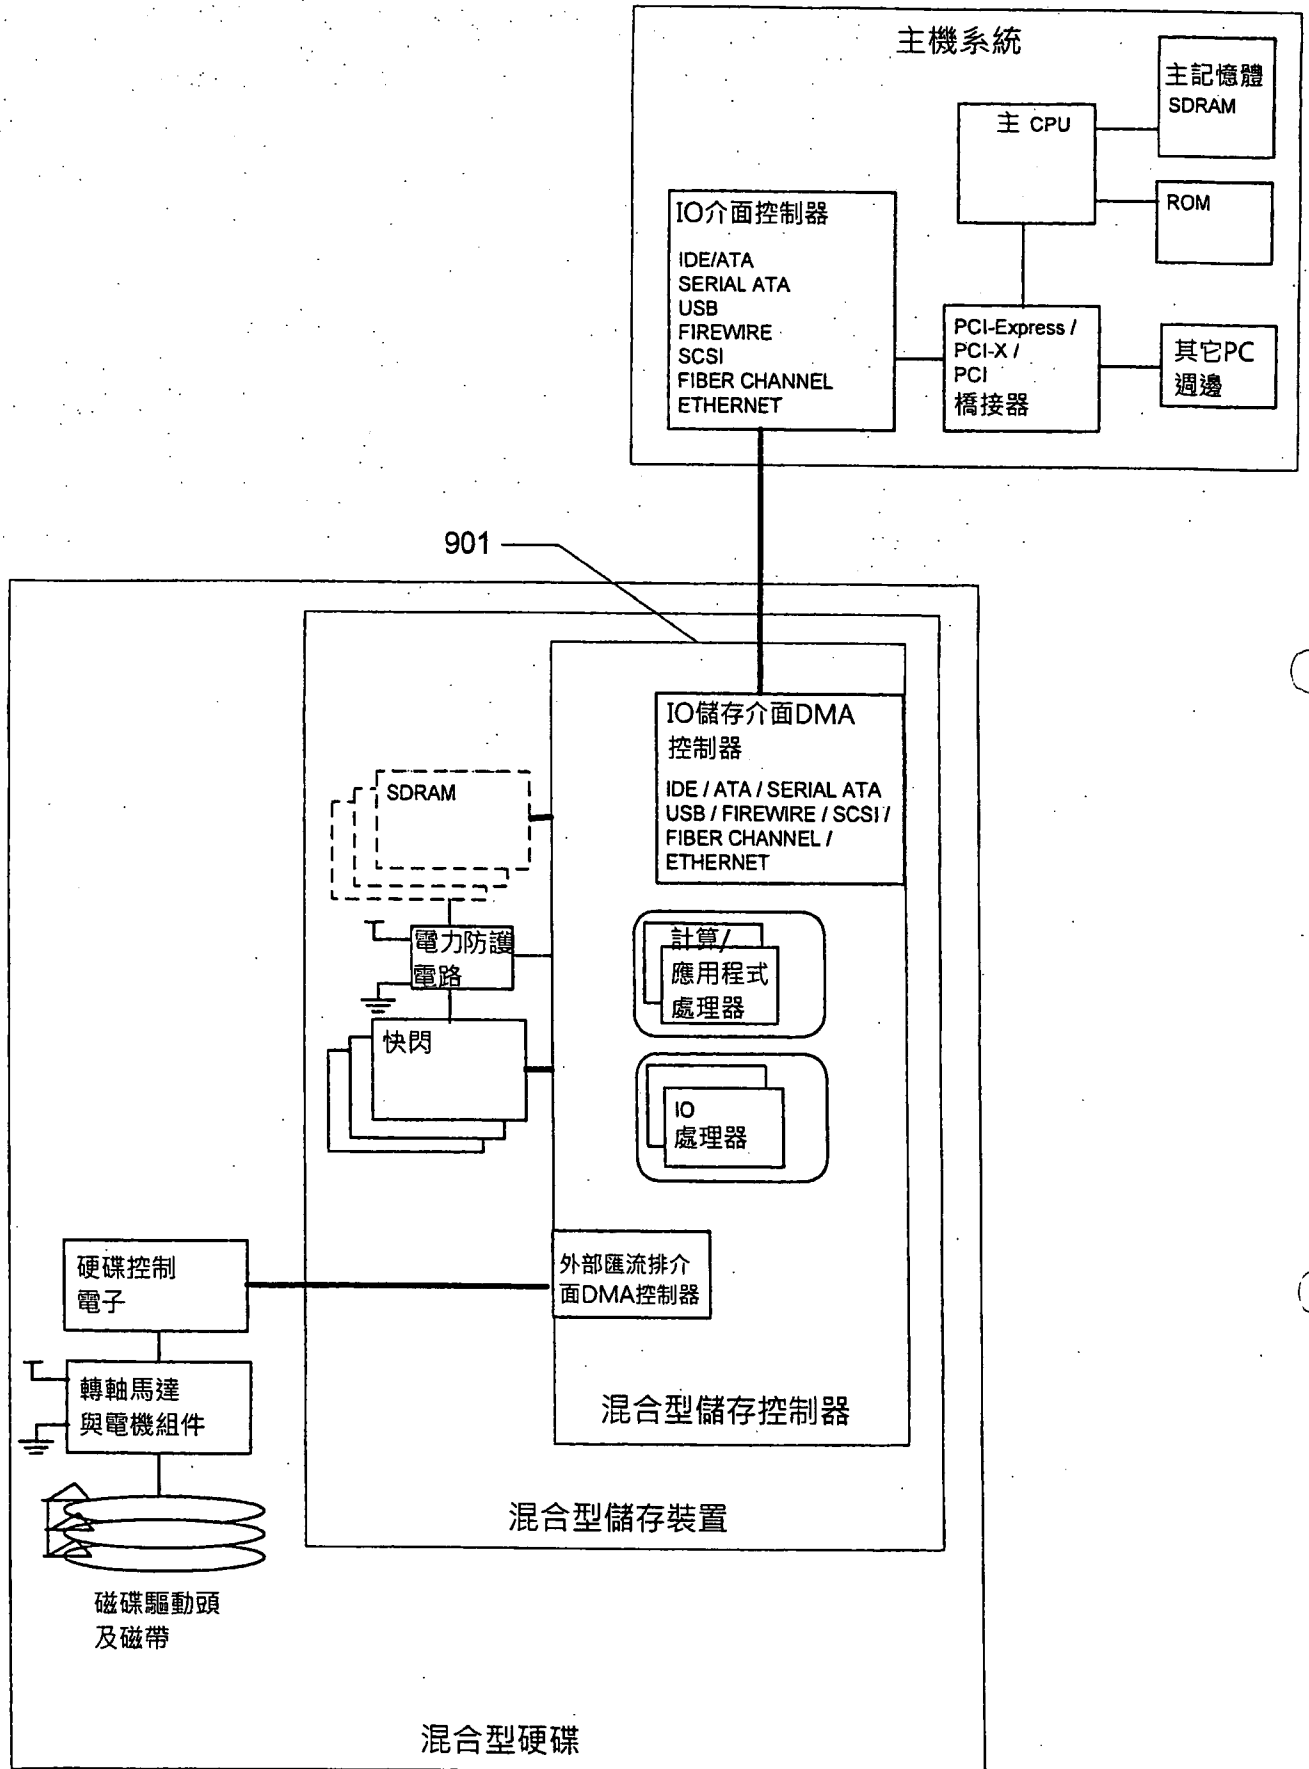 主機系統
主記憶體
SDRAM
主 CPU
ROM
IO介面控制器
IDE/ATA
SERIAL ATA
USB
FIREWIRE
SCSI
FIBER CHANNEL
ETHERNET
PCI-Express /
PCI-X /
PCI
橋接器
其它PC
週邊
901
IO儲存介面DMA
控制器
IDE / ATA / SERIAL ATA
USB / FIREWIRE / SCSI /
FIBER CHANNEL /
ETHERNET
SDRAM
電力防護
電路
計算/
應用程式
處理器
快閃
IO
處理器
外部匯流排介
面DMA控制器
硬碟控制
電子
轉軸馬達
與電機組件
混合型儲存控制器
混合型儲存裝置
磁碟驅動頭
及磁帶
混合型硬碟